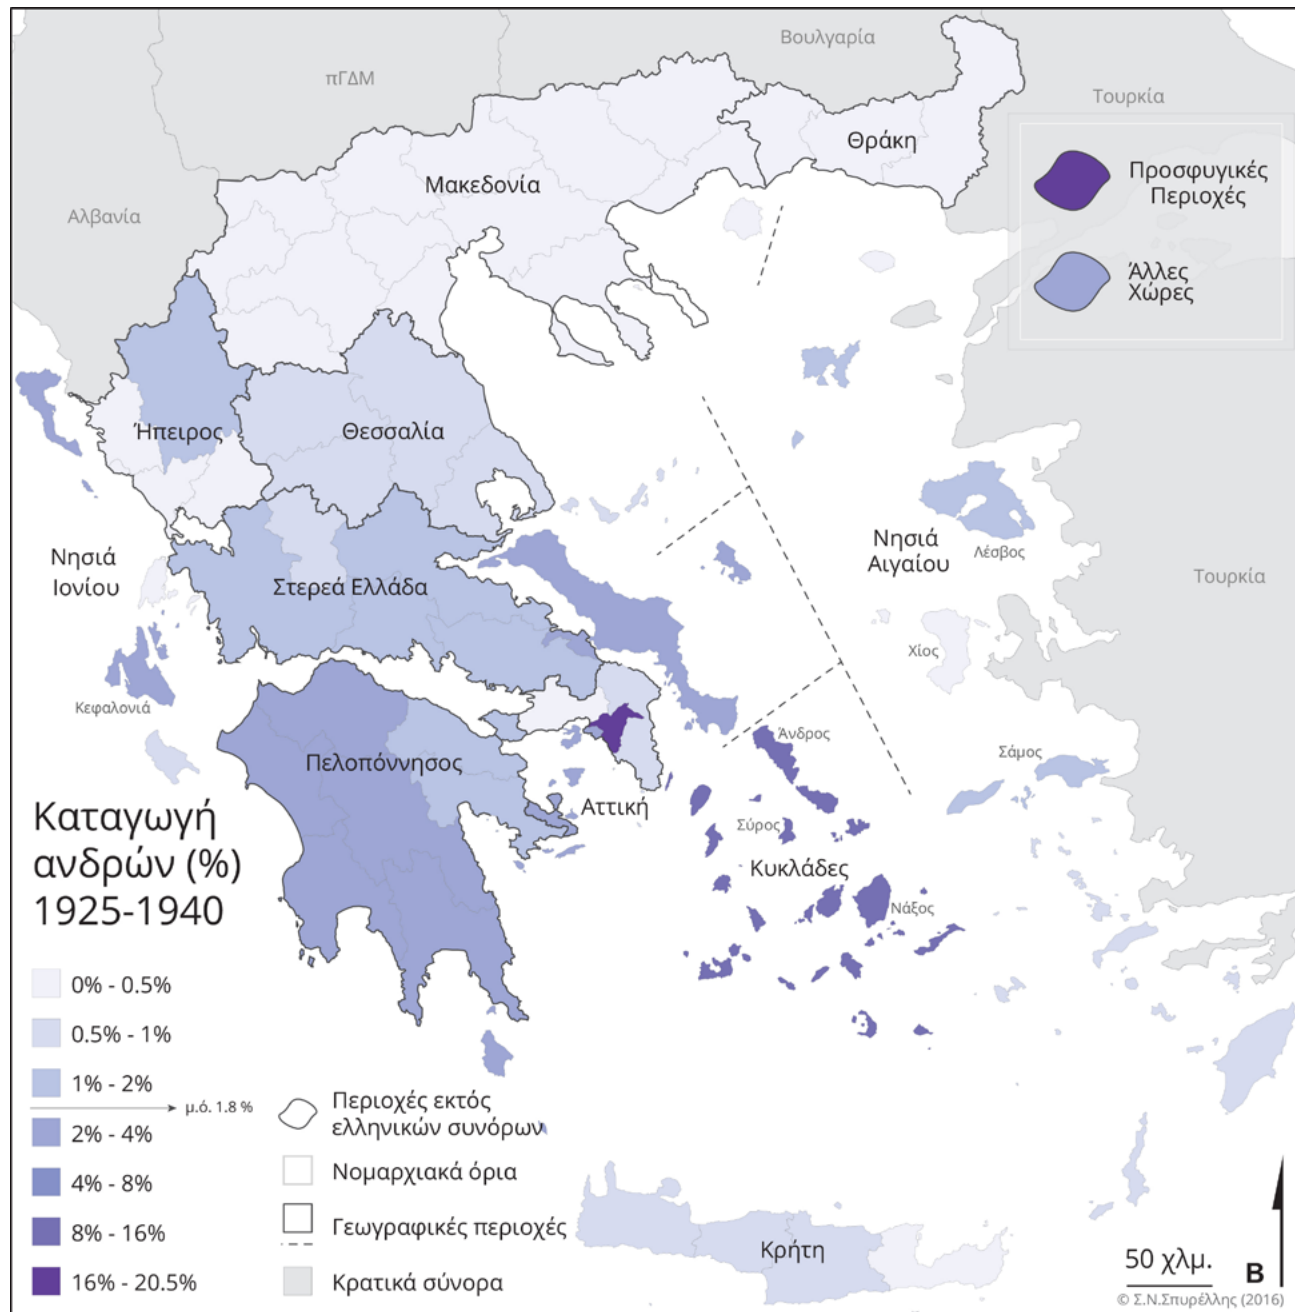 Βουλγαρία
πΓΔΜ
Τουρκία
Θράκη
Μακεδονία
Προσφυγικές
Περιοχές
Αλβανία
Άλλες
Χώρες
Ήπειρος
Θεσσαλία
Νησιά
Ιονίου
Νησιά
Αιγαίου
Λέσβος
Τουρκία
Στερεά Ελλάδα
Χίος
Κεφαλονιά
Άνδρος
Σάμος
Πελοπόννησος
Αττική
Σύρος
Κυκλάδες
Νάξος
Καταγωγή
ανδρών (%)
1925-1940
0% - 0.5%
0.5% - 1%
1% - 2%
μ.ό. 1.8 %
2% - 4%
4% - 8%
8% - 16%
16% - 20.5%
Περιοχές εκτός
ελληνικών συνόρων
Νομαρχιακά όρια
Γεωγραφικές περιοχές
Κρατικά σύνορα
Κρήτη
50 χλμ.
Β
© Σ.Ν.Σπυρέλλης (2016)